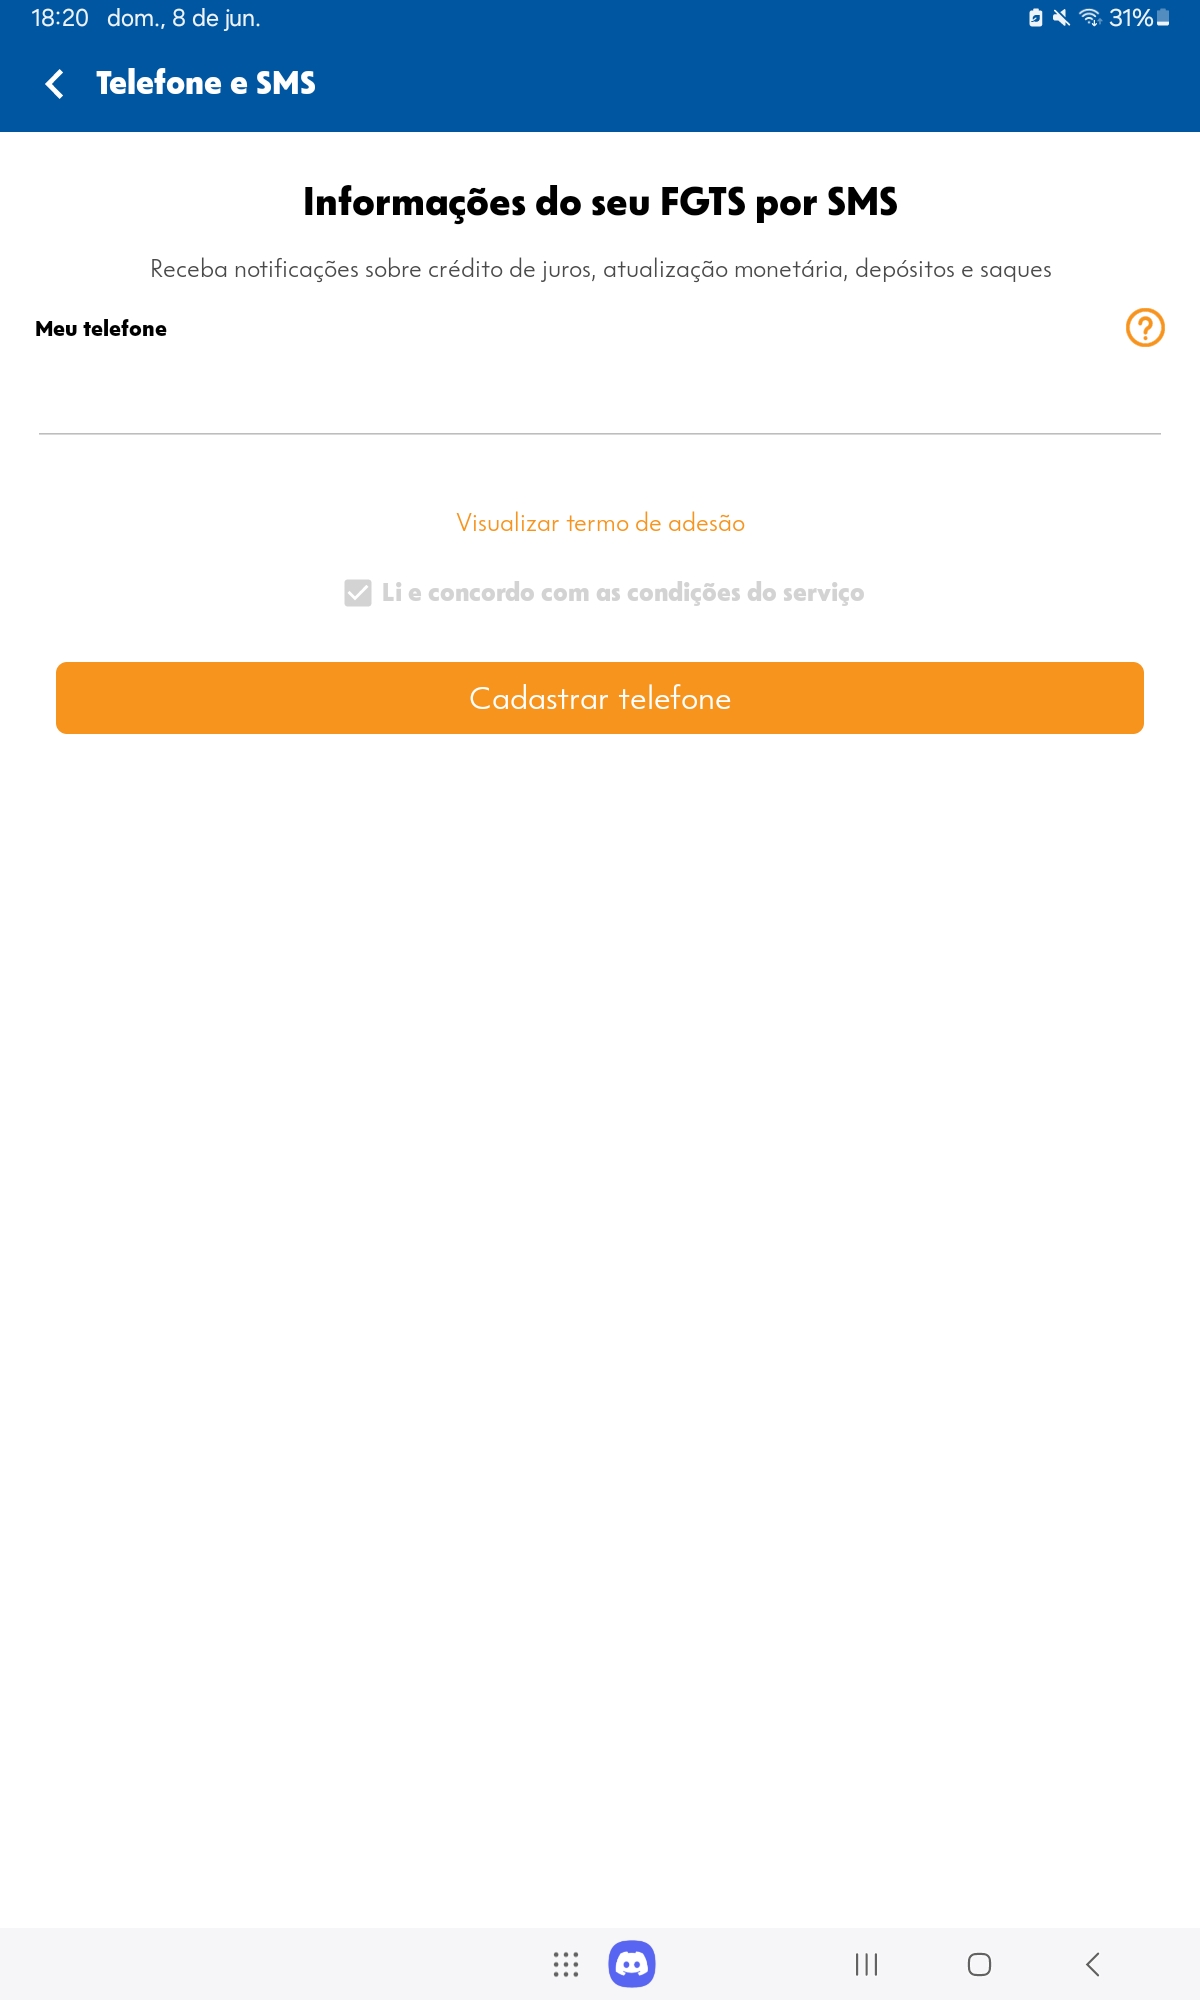 18:20 dom., 8 de jun. 31%
Telefone e SMS
Informações do seu FGTS por SMS
Receba notificações sobre crédito de juros, atualização monetária, depósitos e saques
Meu telefone
Visualizar termo de adesão
Li e concordo com as condições do serviço
Cadastrar telefone